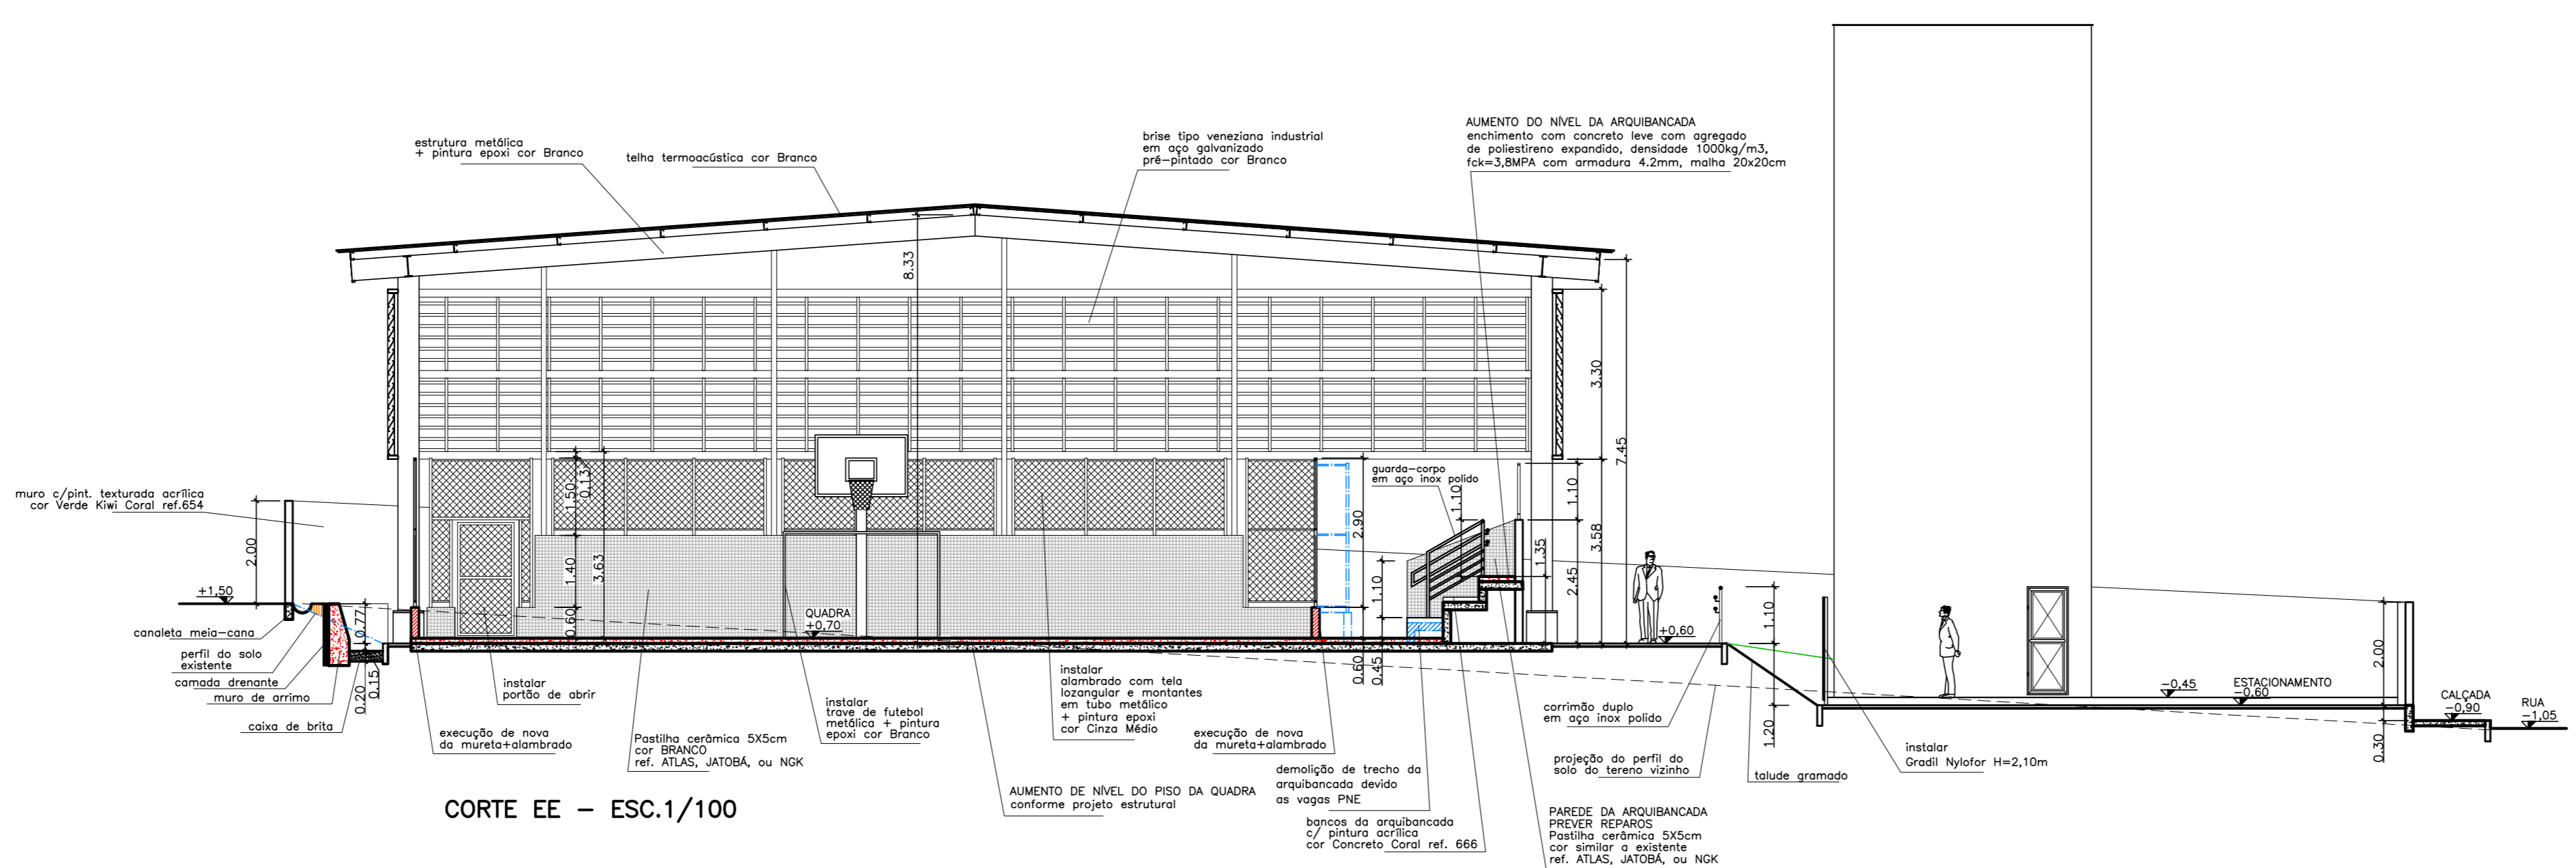 estrutura metálica
+ pintura epoxi cor Branco
telha termoacústica cor Branco
brise tipo veneziana industrial
em aço galvanizado
pré-pintado cor Branco
AUMENTO DO NÍVEL DA ARQUIBANCADA
enchimento com concreto leve com agregado
de poliestireno expandido, densidade 1000kg/m3,
fck=3,8MPA com armadura 4.2mm, malha 20x20cm
8.33
3.30
7.45
muro c/pint. texturada acrílica
cor Verde Kiwi Coral ref.654
2.00
+1,50
canaleta meia-cana
perfil do solo
existente
camada drenante
muro de arrimo
caixa de brita
0.77
0.20
0.15
1.50
0.13
1.40
3.63
0.60
QUADRA
+0,70
2.90
guarda-corpo
em aço inox polido
1.10
1.10
1.10
3.58
1.35
2.45
0.60
0.45
+0,60
1.10
1.20
2.00
-0,45
ESTACIONAMENTO
-0,60
CALÇADA
-0,90
RUA
-1,05
0.30
instalar
portão de abrir
execução de nova
da mureta+alambrado
Pastilha cerâmica 5X5cm
cor BRANCO
ref. ATLAS, JATOBÁ, ou NGK
instalar
trave de futebol
metálica + pintura
epoxi cor Branco
instalar
alambrado com tela
lozangular e montantes
em tubo metálico
+ pintura epoxi
cor Cinza Médio
AUMENTO DE NÍVEL DO PISO DA QUADRA
conforme projeto estrutural
execução de nova
da mureta+alambrado
demolição de trecho da
arquibancada devido
as vagas PNE
bancos da arquibancada
c/ pintura acrílica
cor Concreto Coral ref. 666
corrimão duplo
em aço inox polido
projeção do perfil do
solo do tereno vizinho
talude gramado
instalar
Gradil Nylofor H=2,10m
PAREDE DA ARQUIBANCADA
PREVER REPAROS
Pastilha cerâmica 5X5cm
cor similar a existente
ref. ATLAS, JATOBÁ, ou NGK
CORTE EE - ESC.1/100